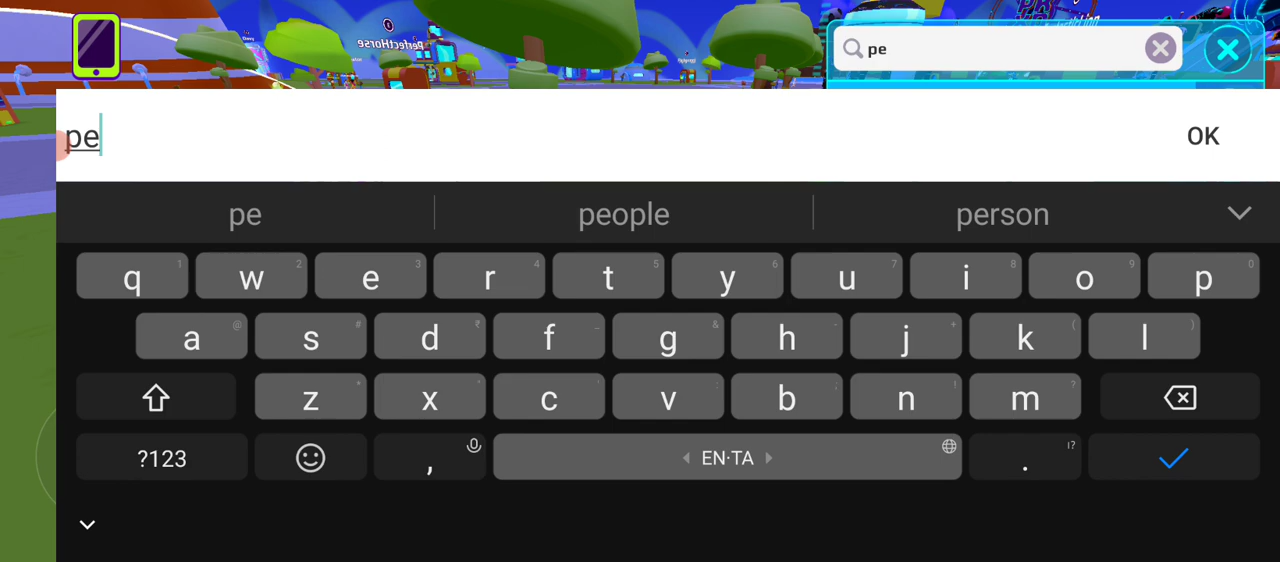 PerfectHorse
pe
pe
OK
pe people person
q 1 w 2 e 3 r 4 t 5 y 6 u 7 i 8 o 9 p 0
a @ s # d ₹ f _ g & h - j + k ( l )
z * x " c ' v : b ; n ! m ?
?123 , EN·TA . !?